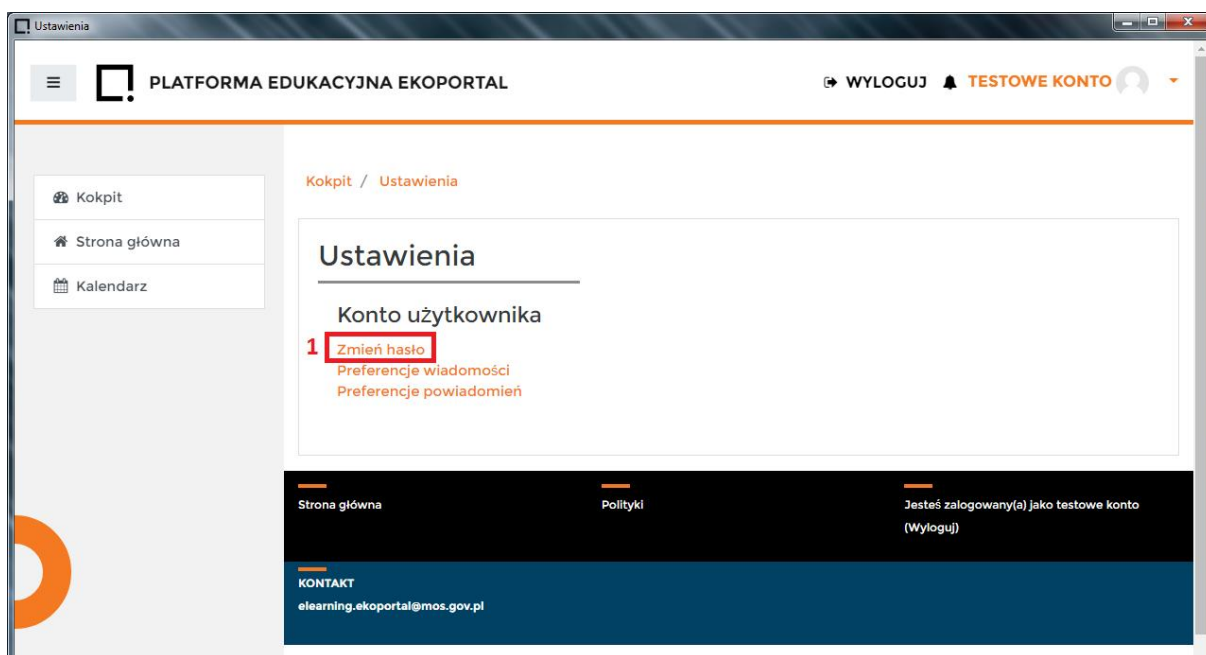 Ustawienia
PLATFORMA EDUKACYJNA EKOPORTAL
WYLOGUJ
TESTOWE KONTO
Kokpit
Strona główna
Kalendarz
Kokpit / Ustawienia
Ustawienia
Konto użytkownika
1 Zmień hasło
Preferencje wiadomości
Preferencje powiadomień
Strona główna
Polityki
Jesteś zalogowany(a) jako testowe konto
(Wyloguj)
KONTAKT
elearning.ekoportal@mos.gov.pl